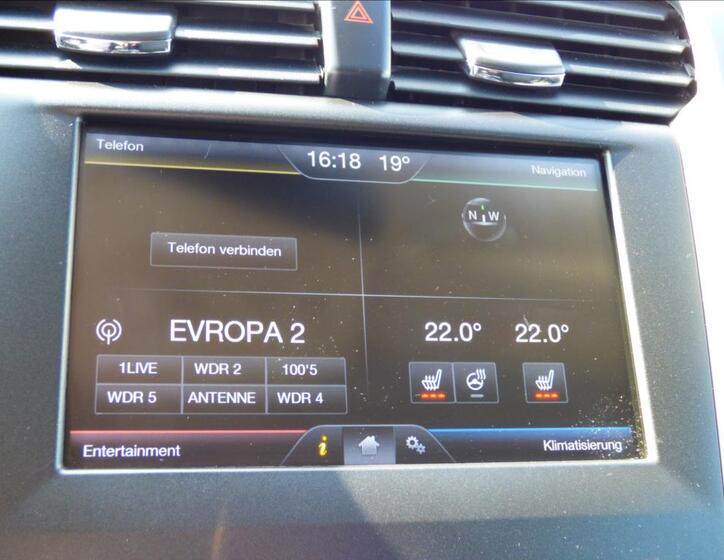 Telefon
16:18 19°
Navigation
N W
Telefon verbinden
EVROPA 2
22.0° 22.0°
1LIVE WDR 2 100'5
WDR 5 ANTENNE WDR 4
Entertainment
i
Klimatisierung